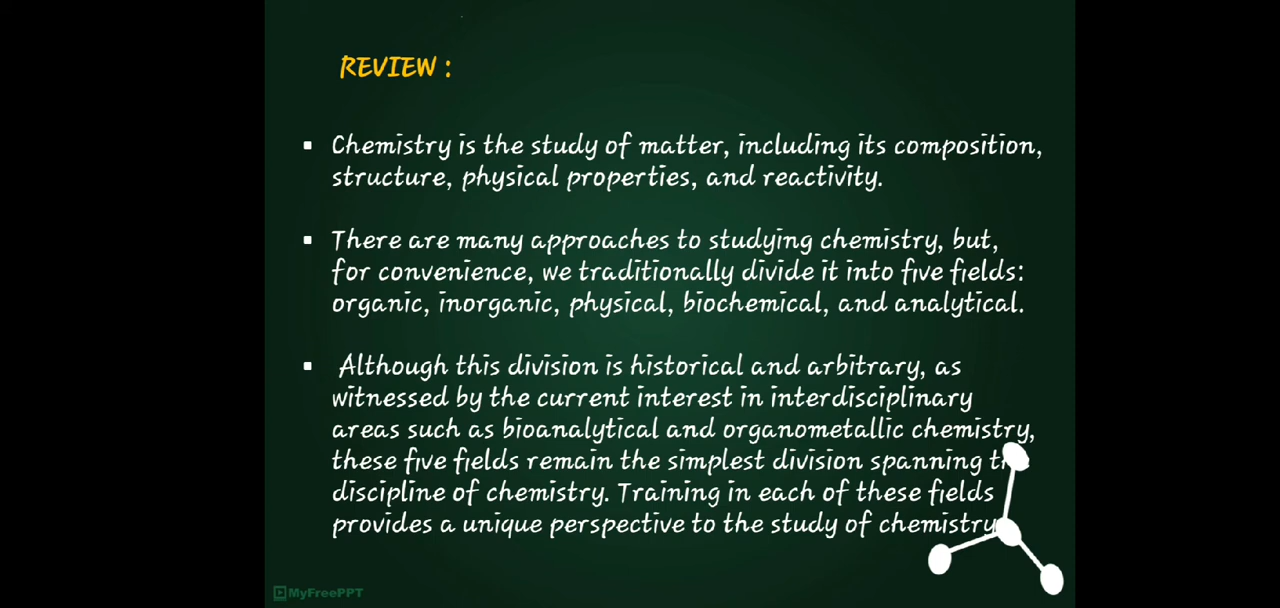 REVIEW :
▪ Chemistry is the study of matter, including its composition,
structure, physical properties, and reactivity.
▪ There are many approaches to studying chemistry, but,
for convenience, we traditionally divide it into five fields:
organic, inorganic, physical, biochemical, and analytical.
▪ Although this division is historical and arbitrary, as
witnessed by the current interest in interdisciplinary
areas such as bioanalytical and organometallic chemistry,
these five fields remain the simplest division spanning
discipline of chemistry. Training in each of these fields
provides a unique perspective to the study of chemistry
MyFreePPT